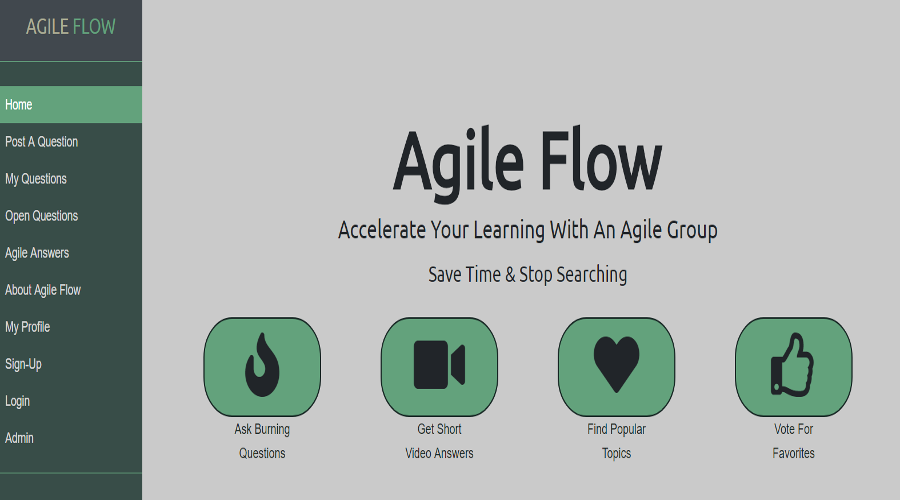 AGILE FLOW
Home
Post A Question
My Questions
Open Questions
Agile Answers
About Agile Flow
My Profile
Sign-Up
Login
Admin
Agile Flow
Accelerate Your Learning With An Agile Group
Save Time & Stop Searching
Ask Burning
Questions
Get Short
Video Answers
Find Popular
Topics
Vote For
Favorites